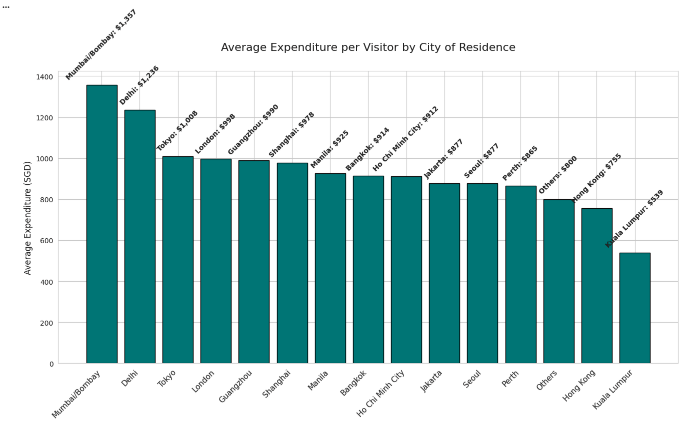 ...
Average Expenditure per Visitor by City of Residence
Average Expenditure (SGD)
1400
1200
1000
800
600
400
200
0
Mumbai/Bombay: $1,357
Delhi: $1,236
Tokyo: $1,008
London: $998
Guangzhou: $990
Shanghai: $978
Manila: $925
Bangkok: $914
Ho Chi Minh City: $912
Jakarta: $877
Seoul: $877
Perth: $865
Others: $800
Hong Kong: $755
Kuala Lumpur: $539
Mumbai/Bombay
Delhi
Tokyo
London
Guangzhou
Shanghai
Manila
Bangkok
Ho Chi Minh City
Jakarta
Seoul
Perth
Others
Hong Kong
Kuala Lumpur